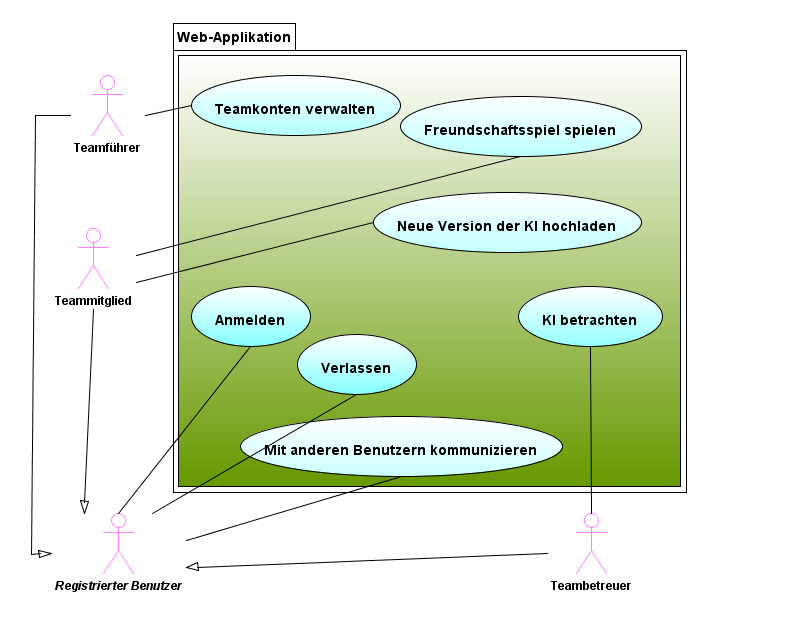 Web-Applikation
Teamkonten verwalten
Freundschaftsspiel spielen
Teamführer
Neue Version der KI hochladen
Teammitglied
Anmelden
KI betrachten
Verlassen
Mit anderen Benutzern kommunizieren
Registrierter Benutzer
Teambetreuer